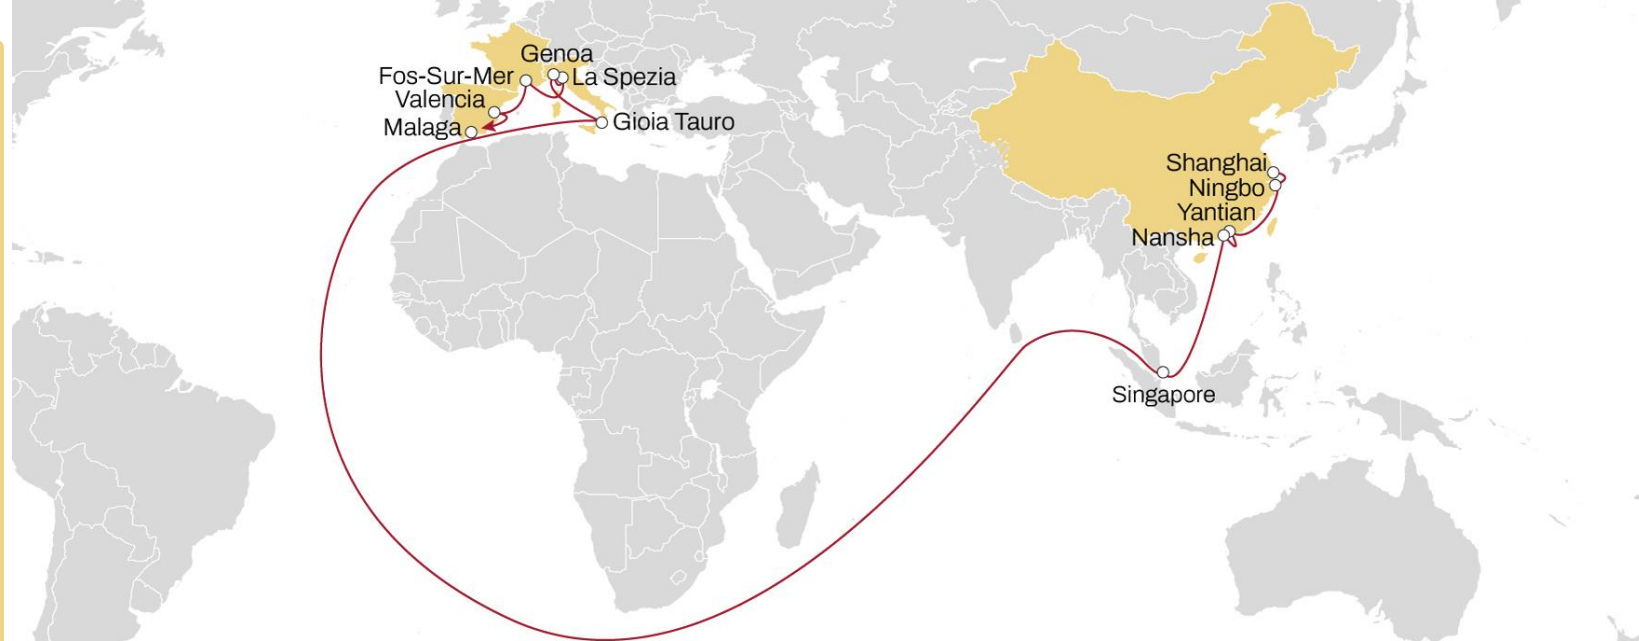 Genoa
Fos-Sur-Mer
La Spezia
Valencia
Malaga
Gioia Tauro
Shanghai
Ningbo
Yantian
Nansha
Singapore